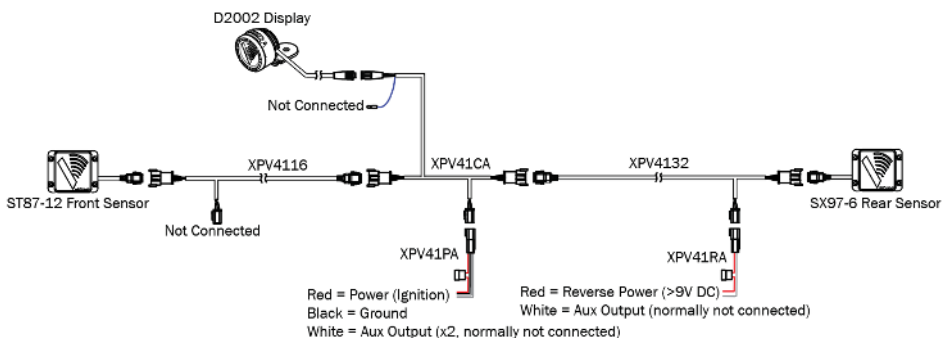 D2002 Display
Not Connected
XPV4116
XPV41CA
XPV4132
ST87-12 Front Sensor
SX97-6 Rear Sensor
Not Connected
XPV41PA
XPV41RA
Red = Power (Ignition)
Black = Ground
White = Aux Output (x2, normally not connected)
Red = Reverse Power (>9V DC)
White = Aux Output (normally not connected)